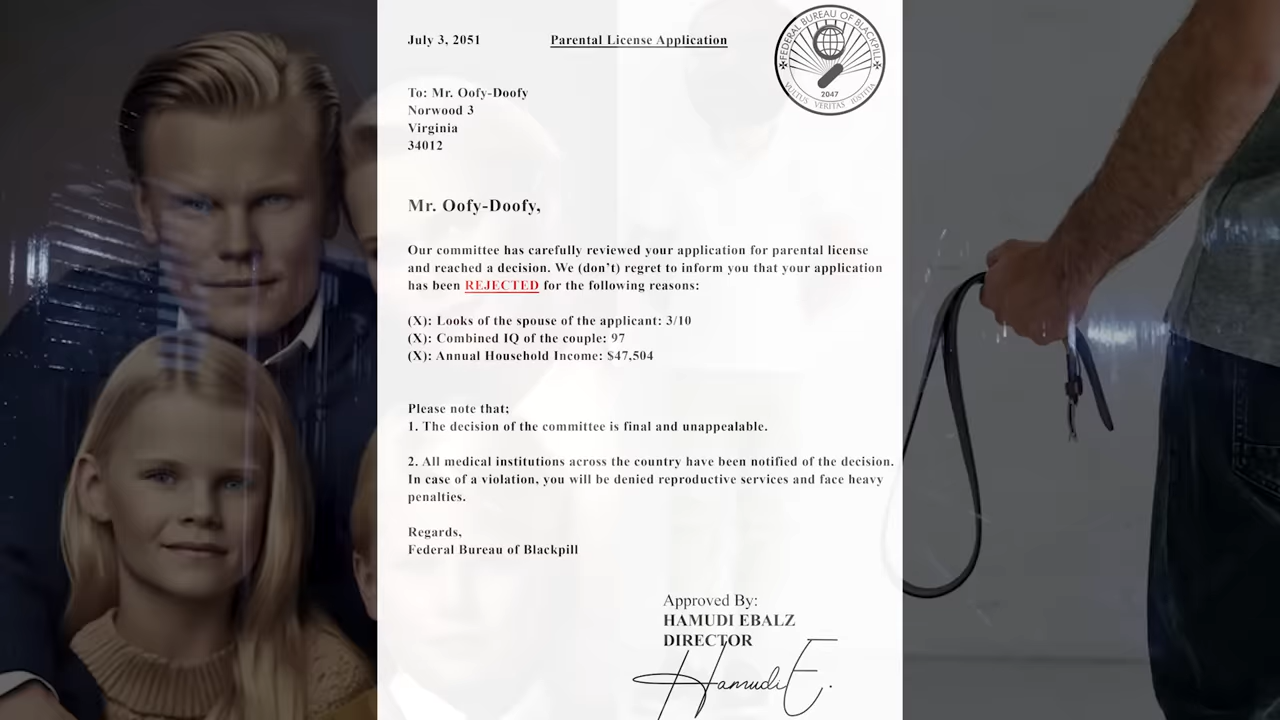 July 3, 2051
Parental License Application
FEDERAL BUREAU OF BLACKPILL
2047
VULTUS VERITAS IUSTITIA
To: Mr. Oofy-Doofy
Norwood 3
Virginia
34012
Mr. Oofy-Doofy,
Our committee has carefully reviewed your application for parental license
and reached a decision. We (don't) regret to inform you that your application
has been REJECTED for the following reasons:
(X): Looks of the spouse of the applicant: 3/10
(X): Combined IQ of the couple: 97
(X): Annual Household Income: $47,504
Please note that;
1. The decision of the committee is final and unappealable.
2. All medical institutions across the country have been notified of the decision.
In case of a violation, you will be denied reproductive services and face heavy
penalties.
Regards,
Federal Bureau of Blackpill
Approved By:
HAMUDI EBALZ
DIRECTOR
Hamudi E.